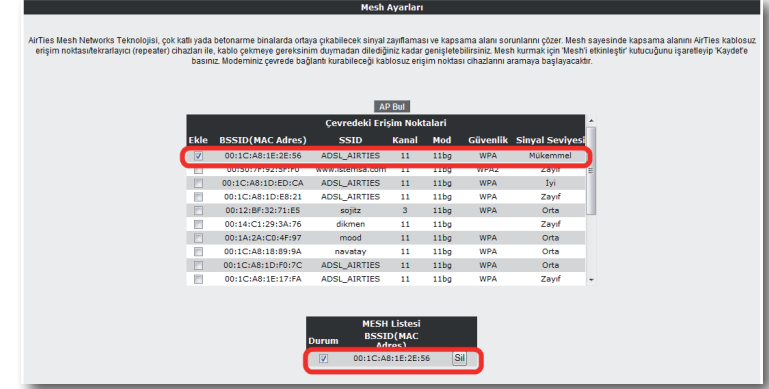 Mesh Ayarları
AirTies Mesh Networks Teknolojisi, çok katlı yada betonarme binalarda ortaya çıkabilecek sinyal zayıflaması ve kapsama alanı sorunlarını çözer. Mesh sayesinde kapsama alanını AirTies kablosuz
erişim noktası/tekrarlayıcı (repeater) cihazları ile, kablo çekmeye gereksinim duymadan dilediğiniz kadar genişletebilirsiniz. Mesh kurmak için 'Mesh'i etkinleştir' kutucuğunu işaretleyip 'Kaydet'e
basınız. Modeminiz çevrede bağlantı kurabileceği kablosuz erişim noktası cihazlarını aramaya başlayacaktır.
AP Bul
Çevredeki Erişim Noktalari
Ekle BSSID(MAC Adres) SSID Kanal Mod Güvenlik Sinyal Seviyesi
00:1C:A8:1E:2E:56 ADSL_AIRTIES 11 11bg WPA Mükemmel
00:50:7F:92:5F:F0 www.istemsa.com 11 11bg WPA2 Zayıf
00:1C:A8:1D:ED:CA ADSL_AIRTIES 11 11bg WPA İyi
00:1C:A8:1D:E8:21 ADSL_AIRTIES 11 11bg WPA Zayıf
00:12:BF:32:71:E5 sojitz 3 11bg WPA Orta
00:14:C1:29:3A:76 dikmen 11 11bg Zayıf
00:1A:2A:C0:4F:97 mood 11 11bg WPA Orta
00:1C:A8:18:89:9A navatay 11 11bg WPA Orta
00:1C:A8:1D:F0:7C ADSL_AIRTIES 11 11bg WPA Orta
00:1C:A8:1E:17:FA ADSL_AIRTIES 11 11bg WPA Zayıf
MESH Listesi
Durum BSSID(MAC
Adres)
00:1C:A8:1E:2E:56 Sil